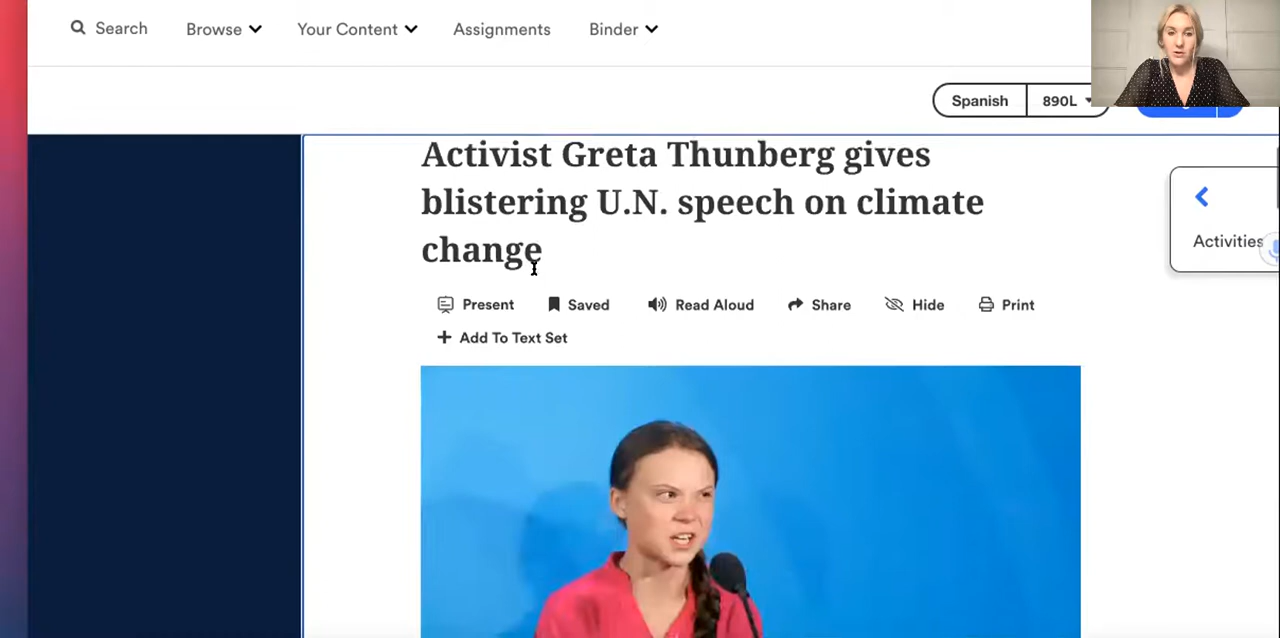 Search Browse Your Content Assignments Binder
Spanish 890L
Activist Greta Thunberg gives
blistering U.N. speech on climate
change
Activities
Present Saved Read Aloud Share Hide Print
Add To Text Set